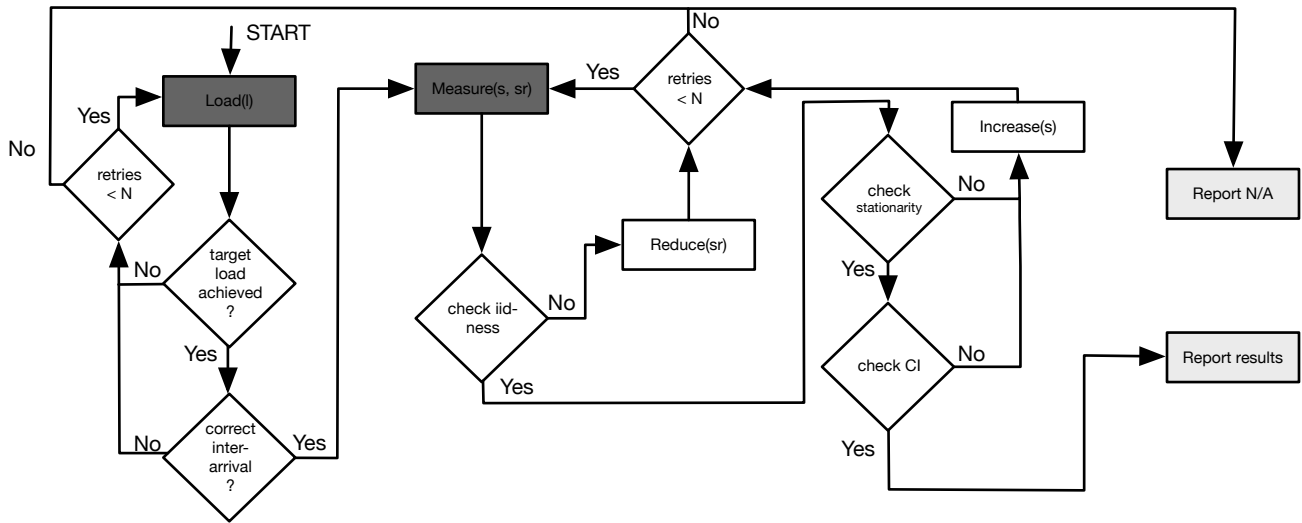 No
START
Load(l)
Yes
No
retries
< N
target
load
achieved
?
No
Yes
correct
inter-
arrival
?
No
Yes
Measure(s, sr)
Yes
retries
< N
check iid-
ness
No
Reduce(sr)
Yes
Increase(s)
check
stationarity
No
Yes
check CI
No
Yes
Report N/A
Report results